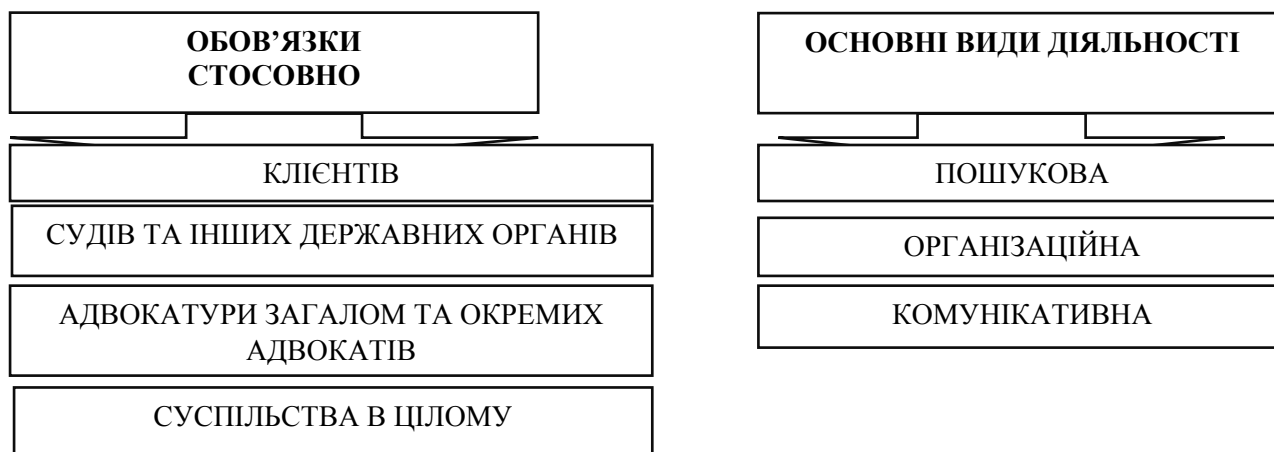 ОБОВ’ЯЗКИ
СТОСОВНО
КЛІЄНТІВ
СУДІВ ТА ІНШИХ ДЕРЖАВНИХ ОРГАНІВ
АДВОКАТУРИ ЗАГАЛОМ ТА ОКРЕМИХ
АДВОКАТІВ
СУСПІЛЬСТВА В ЦІЛОМУ
ОСНОВНІ ВИДИ ДІЯЛЬНОСТІ
ПОШУКОВА
ОРГАНІЗАЦІЙНА
КОМУНІКАТИВНА